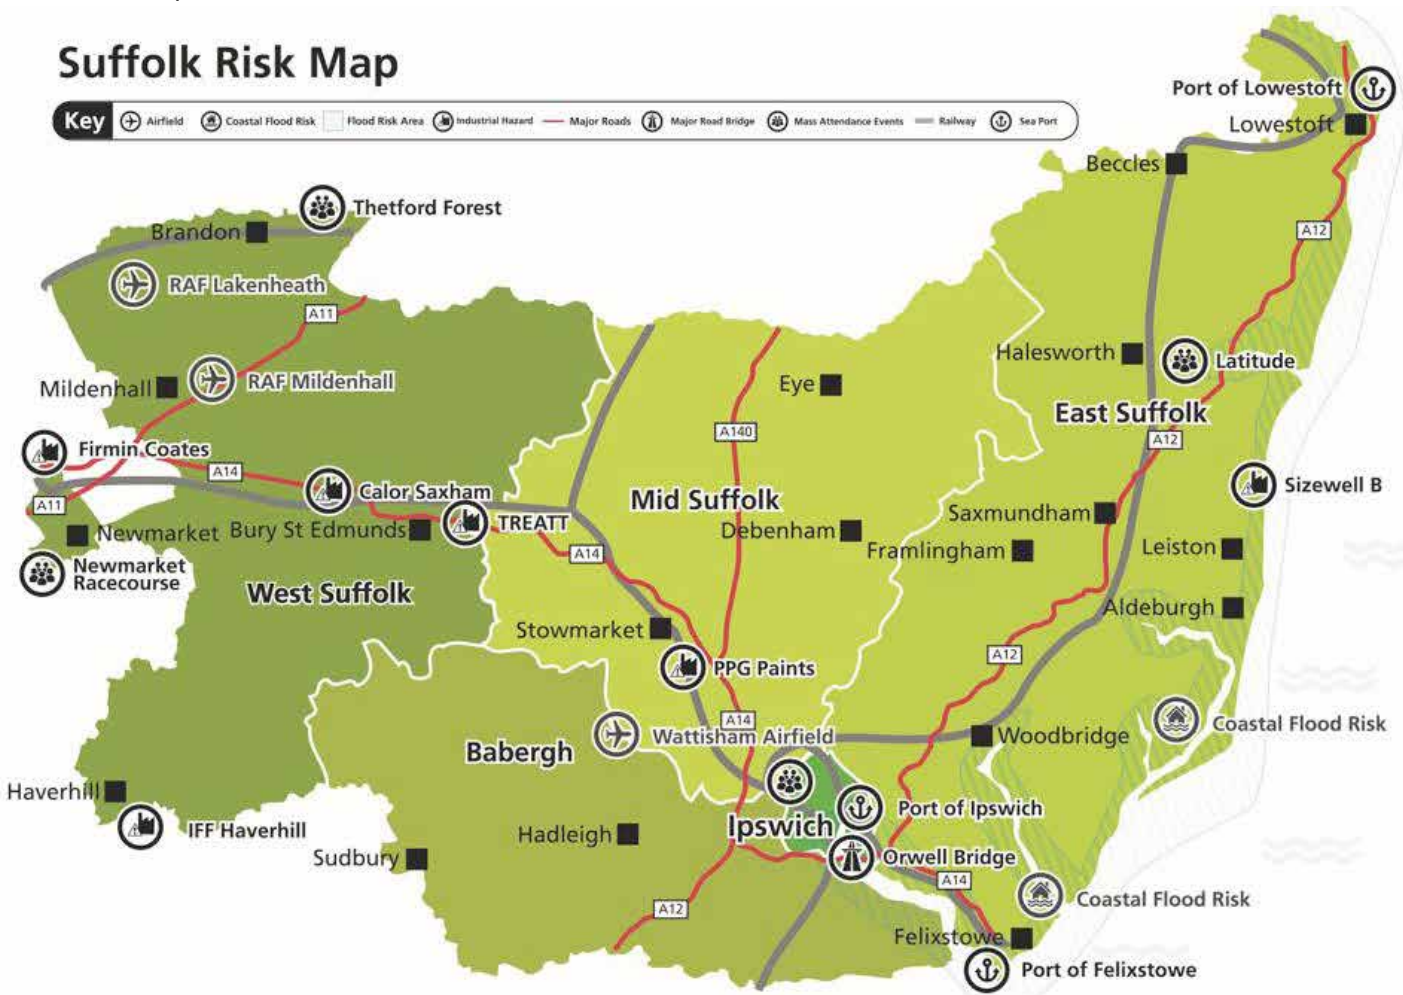 Suffolk Risk Map
Key Airfield Coastal Flood Risk Flood Risk Area Industrial Hazard Major Roads Major Road Bridge Mass Attendance Events Railway Sea Port
Port of Lowestoft
Lowestoft
Beccles
Thetford Forest
Brandon
A12
RAF Lakenheath
A11
Halesworth
Latitude
RAF Mildenhall
Mildenhall
Eye
East Suffolk
A140
A12
Firmin Coates
A14
Calor Saxham
Sizewell B
A11
Mid Suffolk
Saxmundham
TREATT
Newmarket
Bury St Edmunds
Debenham
Framlingham
Leiston
A14
Newmarket
Racecourse
West Suffolk
Aldeburgh
Stowmarket
A12
PPG Paints
A14
Coastal Flood Risk
Wattisham Airfield
Woodbridge
Babergh
Haverhill
Port of Ipswich
IFF Haverhill
Ipswich
Hadleigh
Sudbury
Orwell Bridge
A14
Coastal Flood Risk
A12
Felixstowe
Port of Felixstowe